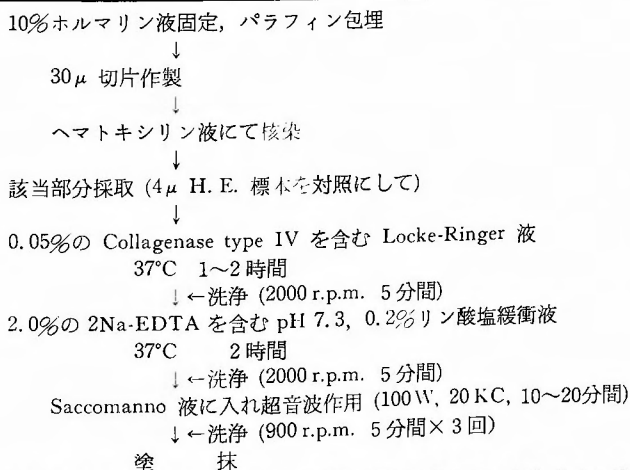 10%ホルマリン液固定, パラフィン包埋
↓
30μ 切片作製
↓
ヘマトキシリン液にて核染
↓
該当部分採取 (4μ H.E. 標本を対照にして)
↓
0.05%の Collagenase type IV を含む Locke-Ringer 液
37°C 1~2時間
↓←洗浄 (2000 r.p.m. 5分間)
2.0%の 2Na-EDTA を含む pH 7.3, 0.2%リン酸塩緩衝液
37°C 2時間
↓←洗浄 (2000 r.p.m. 5分間)
Saccomanno 液に入れ超音波作用 (100W, 20KC, 10~20分間)
↓←洗浄 (900 r.p.m. 5分間×3回)
塗 抹